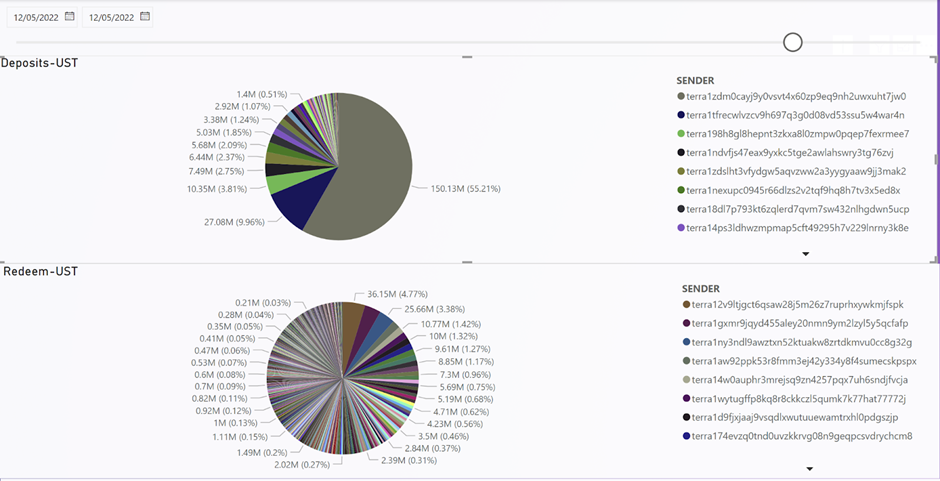 12/05/2022 12/05/2022
Deposits-UST
1.4M (0.51%)
2.92M (1.07%)
3.38M (1.24%)
5.03M (1.85%)
5.68M (2.09%)
6.44M (2.37%)
7.49M (2.75%)
10.35M (3.81%)
27.08M (9.96%)
150.13M (55.21%)
SENDER
terra1zdm0cayj9y0vsvt4x60zp9eq9nh2uwxuht7jw0
terra1tfrecwlvzcv9h697q3g0d08vd53ssu5w4war4n
terra198h8gl8hepnt3zkxa8l0zmpw0pqep7fexrmee7
terra1ndvfjs47eax9yxkc5tge2awlahswry3tg76zvj
terra1zdslht3vfydgw5aqvzww2a3yygyaaw9jj3mak2
terra1nexupc0945r66dlzs2v2tqf9hq8h7tv3x5ed8x
terra18dl7p793kt6zqlerd7qvm7sw432nlhgdwn5ucp
terra14ps3ldhwzmpmap5cft49295h7v229lnrny3k8e
Redeem-UST
0.21M (0.03%)
0.28M (0.04%)
0.35M (0.05%)
0.41M (0.05%)
0.47M (0.06%)
0.53M (0.07%)
0.6M (0.08%)
0.7M (0.09%)
0.82M (0.11%)
0.92M (0.12%)
1M (0.13%)
1.11M (0.15%)
1.49M (0.2%)
2.02M (0.27%)
36.15M (4.77%)
25.66M (3.38%)
10.77M (1.42%)
10M (1.32%)
9.61M (1.27%)
8.85M (1.17%)
7.3M (0.96%)
5.69M (0.75%)
5.19M (0.68%)
4.71M (0.62%)
4.23M (0.56%)
3.5M (0.46%)
2.84M (0.37%)
2.39M (0.31%)
SENDER
terra12v9ltjgct6qsaw28j5m26z7ruprhxywkmjfspk
terra1gxmr9jqyd455aley20nmn9ym2lzyl5y5qcfafp
terra1ny3ndl9awztxn52ktuakw8zrtdkmvu0cc8g32g
terra1aw92ppk53r8fmm3ej42y334y8f4sumecskpspx
terra14w0auphr3mrejsq9zn4257pqx7uh6sndjfvcja
terra1wytugffp8kq8r8ckkczl5qumk7k77hat77772j
terra1d9fjxjaaj9vsqdlxwutuuewamtrxhl0pdgszjp
terra174evzq0tnd0uvzkkrvg08n9geqpcsvdrychcm8